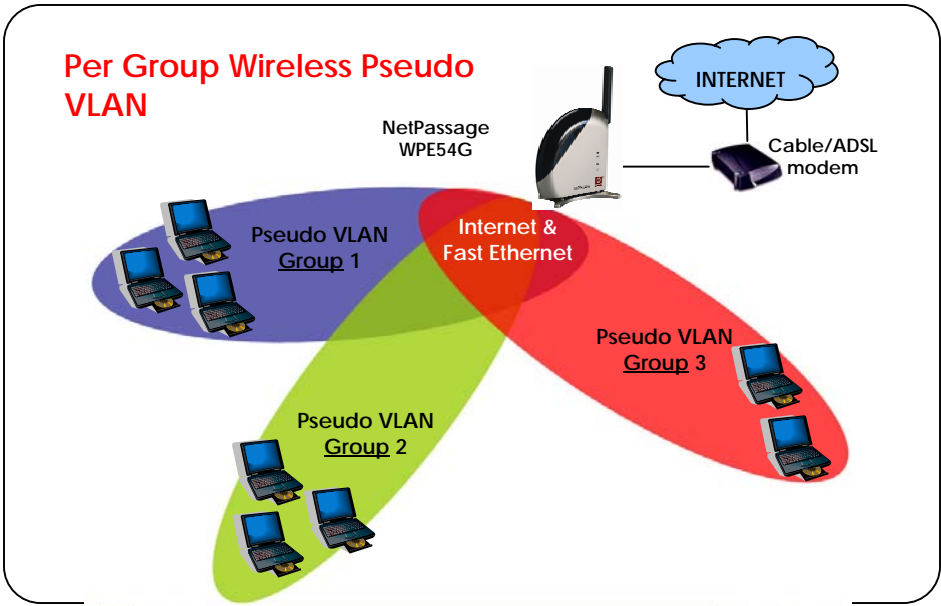 Per Group Wireless Pseudo
VLAN
INTERNET
NetPassage
WPE54G
Cable/ADSL
modem
Internet &
Fast Ethernet
Pseudo VLAN
Group 1
Pseudo VLAN
Group 3
Pseudo VLAN
Group 2